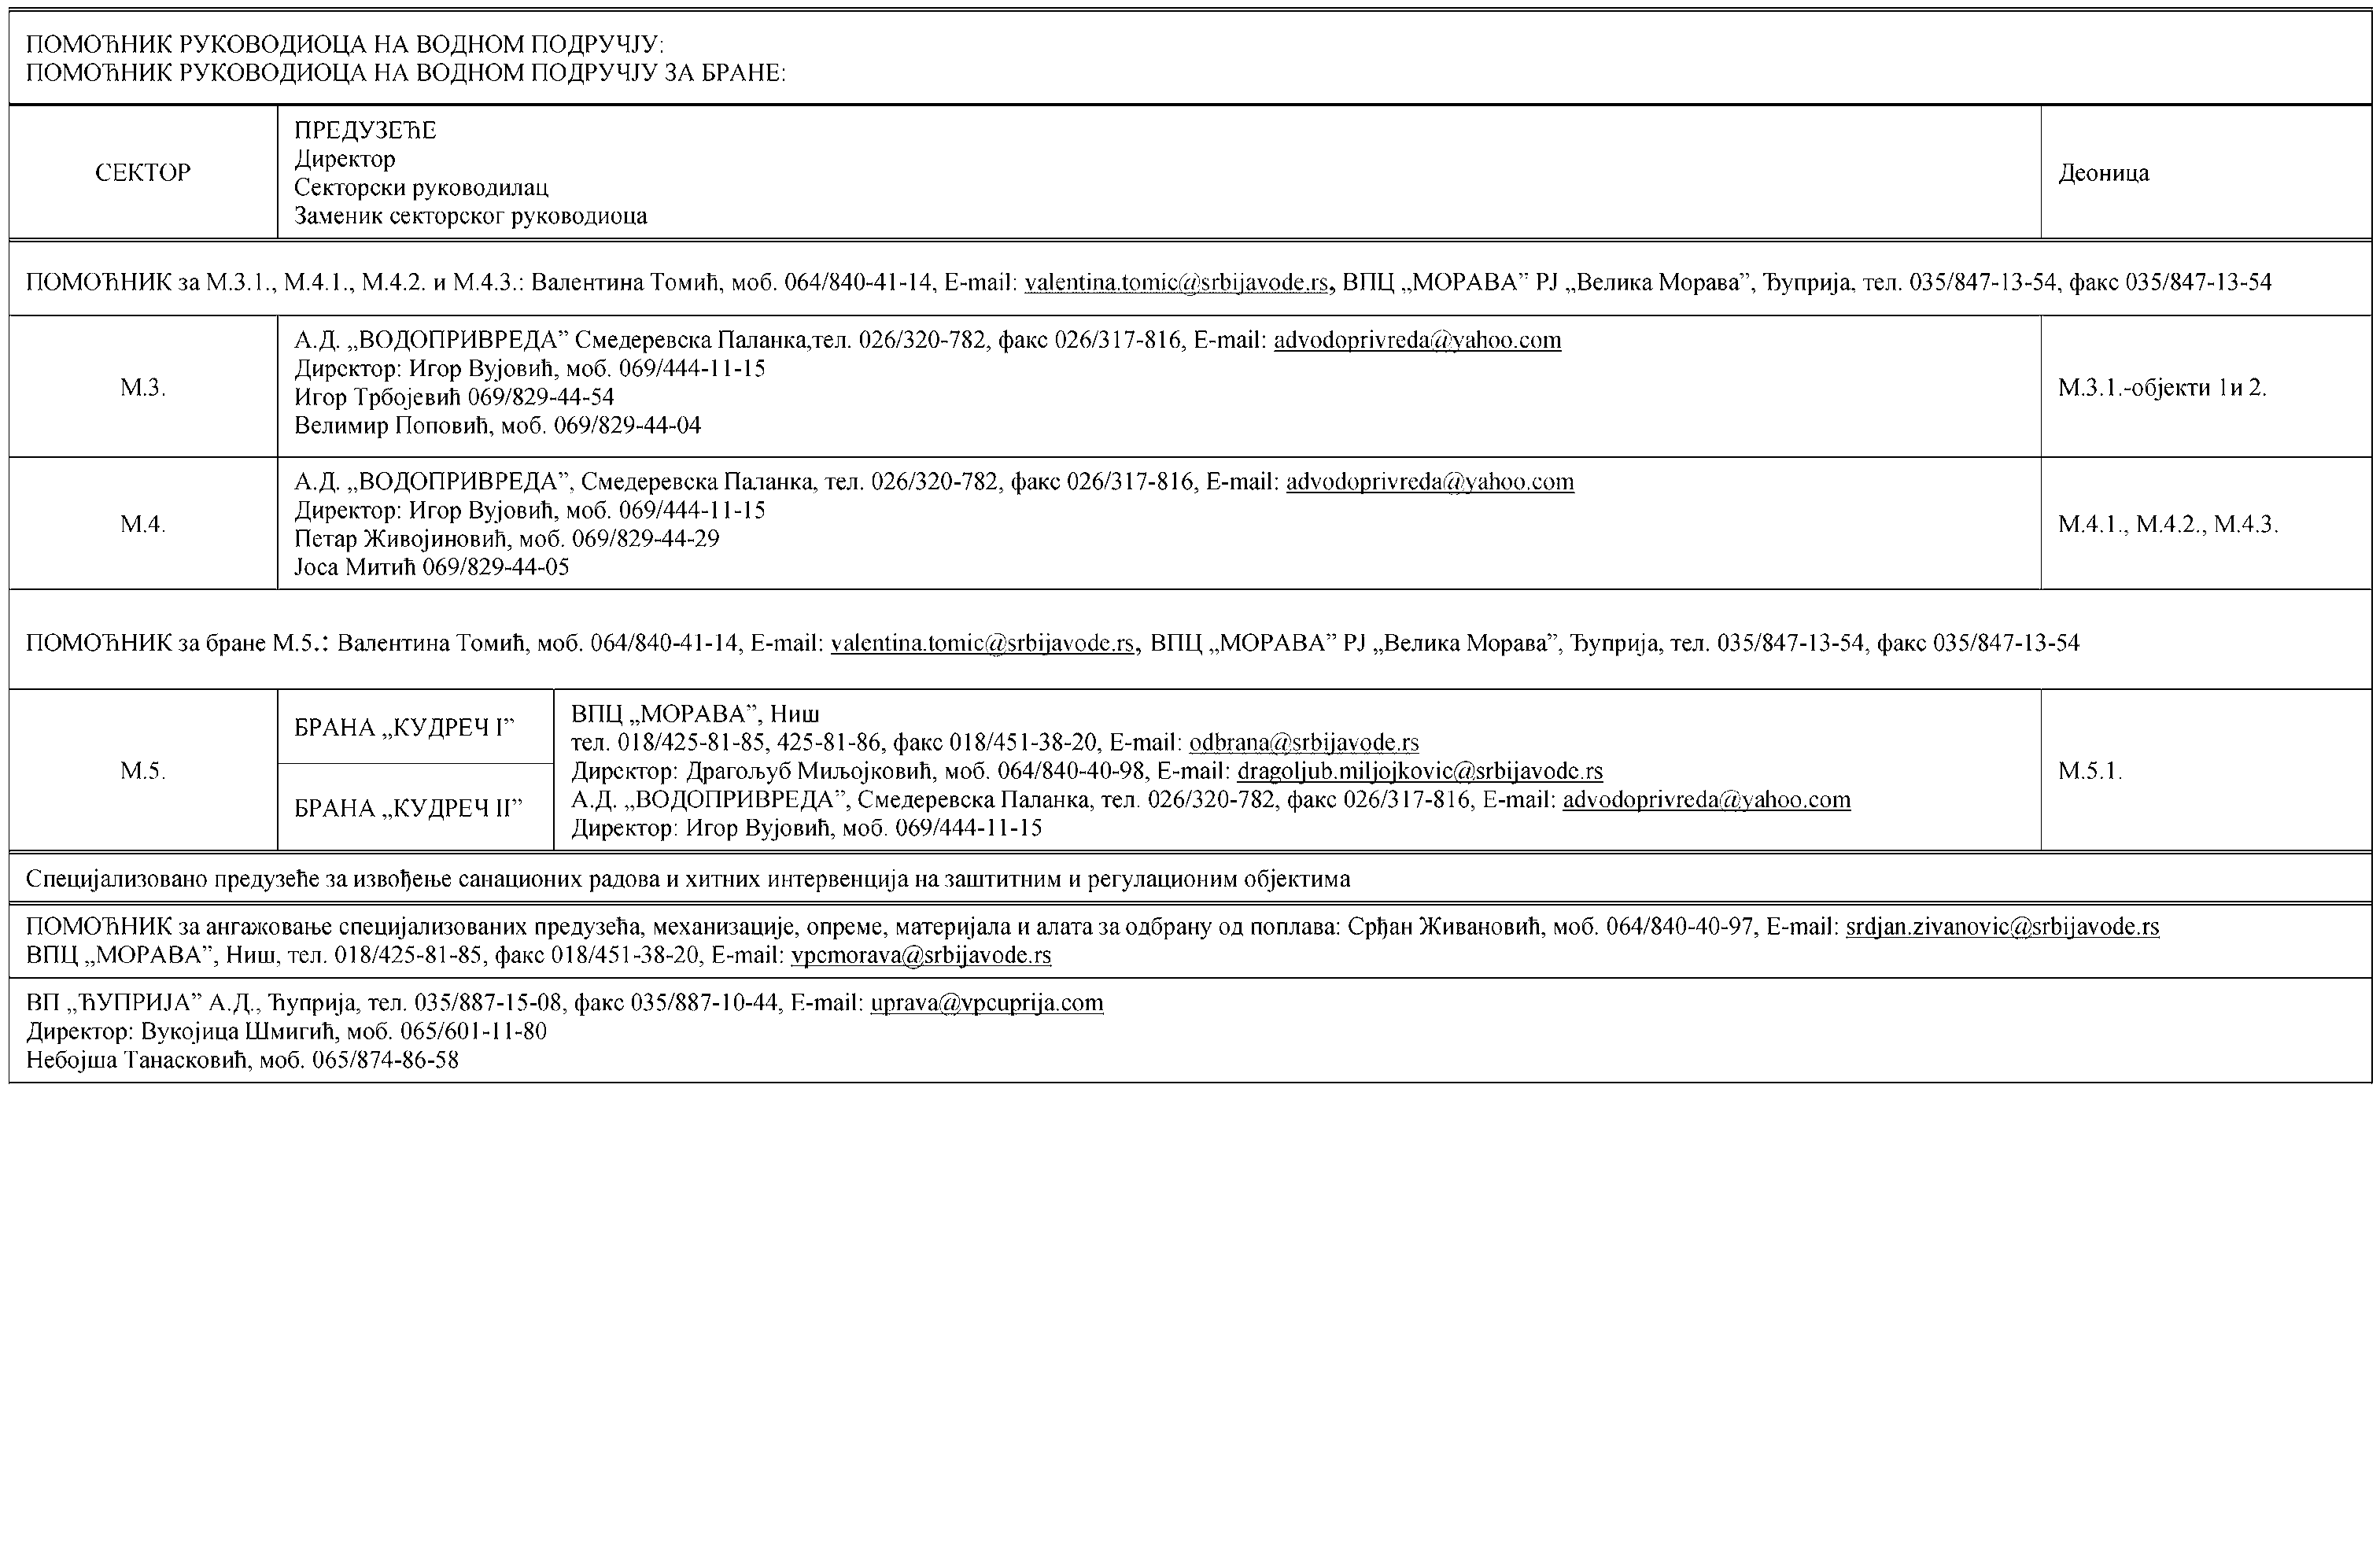 ПОМОЋНИК РУКОВОДИОЦА НА ВОДНОМ ПОДРУЧЈУ:
ПОМОЋНИК РУКОВОДИОЦА НА ВОДНОМ ПОДРУЧЈУ ЗА БРАНЕ:
СЕКТОР
ПРЕДУЗЕЋЕ
Директор
Секторски руководилац
Заменик секторског руководиоца
Деоница
ПОМОЋНИК за М.3.1., М.4.1., М.4.2. и М.4.3.: Валентина Томић, моб. 064/840-41-14, E-mail: valentina.tomic@srbijavode.rs, ВПЦ „МОРАВА” РЈ „Велика Морава”, Ћуприја, тел. 035/847-13-54, факс 035/847-13-54
М.3.
А.Д. „ВОДОПРИВРЕДА” Смедеревска Паланка,тел. 026/320-782, факс 026/317-816, E-mail: advodoprivreda@yahoo.com
Директор: Игор Вујовић, моб. 069/444-11-15
Игор Трбојевић 069/829-44-54
Велимир Поповић, моб. 069/829-44-04
М.3.1.-објекти 1и 2.
М.4.
А.Д. „ВОДОПРИВРЕДА”, Смедеревска Паланка, тел. 026/320-782, факс 026/317-816, E-mail: advodoprivreda@yahoo.com
Директор: Игор Вујовић, моб. 069/444-11-15
Петар Живојиновић, моб. 069/829-44-29
Јоса Митић 069/829-44-05
М.4.1., М.4.2., М.4.3.
ПОМОЋНИК за бране М.5.: Валентина Томић, моб. 064/840-41-14, E-mail: valentina.tomic@srbijavode.rs, ВПЦ „МОРАВА” РЈ „Велика Морава”, Ћуприја, тел. 035/847-13-54, факс 035/847-13-54
М.5.
БРАНА „КУДРЕЧ I”
БРАНА „КУДРЕЧ II”
ВПЦ „МОРАВА”, Ниш
тел. 018/425-81-85, 425-81-86, факс 018/451-38-20, E-mail: odbrana@srbijavode.rs
Директор: Драгољуб Миљојковић, моб. 064/840-40-98, E-mail: dragoljub.miljojkovic@srbijavode.rs
А.Д. „ВОДОПРИВРЕДА”, Смедеревска Паланка, тел. 026/320-782, факс 026/317-816, E-mail: advodoprivreda@yahoo.com
Директор: Игор Вујовић, моб. 069/444-11-15
М.5.1.
Специјализовано предузеће за извођење санационих радова и хитних интервенција на заштитним и регулационим објектима
ПОМОЋНИК за ангажовање специјализованих предузећа, механизације, опреме, материјала и алата за одбрану од поплава: Срђан Живановић, моб. 064/840-40-97, E-mail: srdjan.zivanovic@srbijavode.rs
ВПЦ „МОРАВА”, Ниш, тел. 018/425-81-85, факс 018/451-38-20, E-mail: vpcmorava@srbijavode.rs
ВП „ЋУПРИЈА” А.Д., Ћуприја, тел. 035/887-15-08, факс 035/887-10-44, E-mail: uprava@vpcuprija.com
Директор: Вукојица Шмигић, моб. 065/601-11-80
Небојша Танасковић, моб. 065/874-86-58